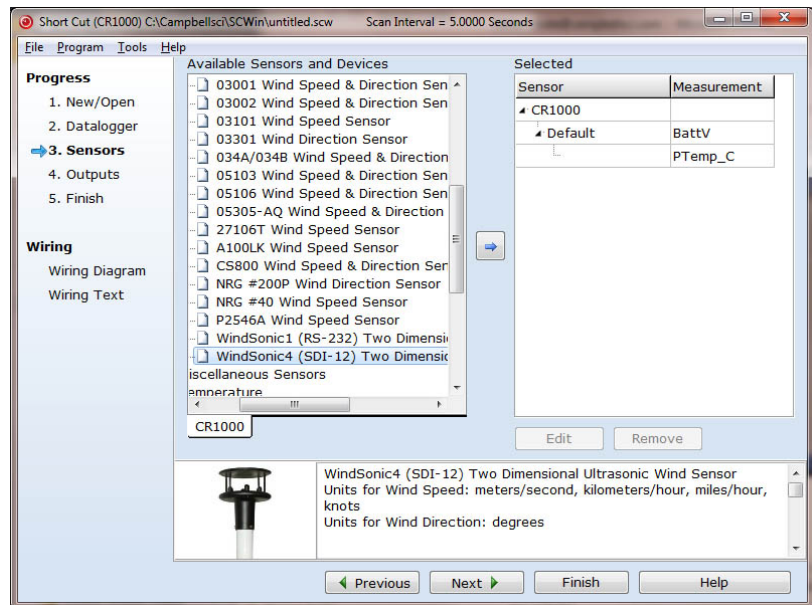 Short Cut (CR1000) C:\Campbellsci\SCWin\untitled.scw Scan Interval = 5.0000 Seconds
File Program Tools Help
Progress
1. New/Open
2. Datalogger
3. Sensors
4. Outputs
5. Finish
Wiring
Wiring Diagram
Wiring Text
Available Sensors and Devices
03001 Wind Speed & Direction Sen
03002 Wind Speed & Direction Sen
03101 Wind Speed Sensor
03301 Wind Direction Sensor
034A/034B Wind Speed & Direction
05103 Wind Speed & Direction Sen
05106 Wind Speed & Direction Sen
05305-AQ Wind Speed & Direction
27106T Wind Speed Sensor
A100LK Wind Speed Sensor
CS800 Wind Speed & Direction Sen
NRG #200P Wind Direction Sensor
NRG #40 Wind Speed Sensor
P2546A Wind Speed Sensor
WindSonic1 (RS-232) Two Dimensi
WindSonic4 (SDI-12) Two Dimensio
iscellaneous Sensors
emperature
CR1000
Selected
Sensor Measurement
CR1000
Default BattV
PTemp_C
Edit Remove
WindSonic4 (SDI-12) Two Dimensional Ultrasonic Wind Sensor
Units for Wind Speed: meters/second, kilometers/hour, miles/hour,
knots
Units for Wind Direction: degrees
Previous Next Finish Help